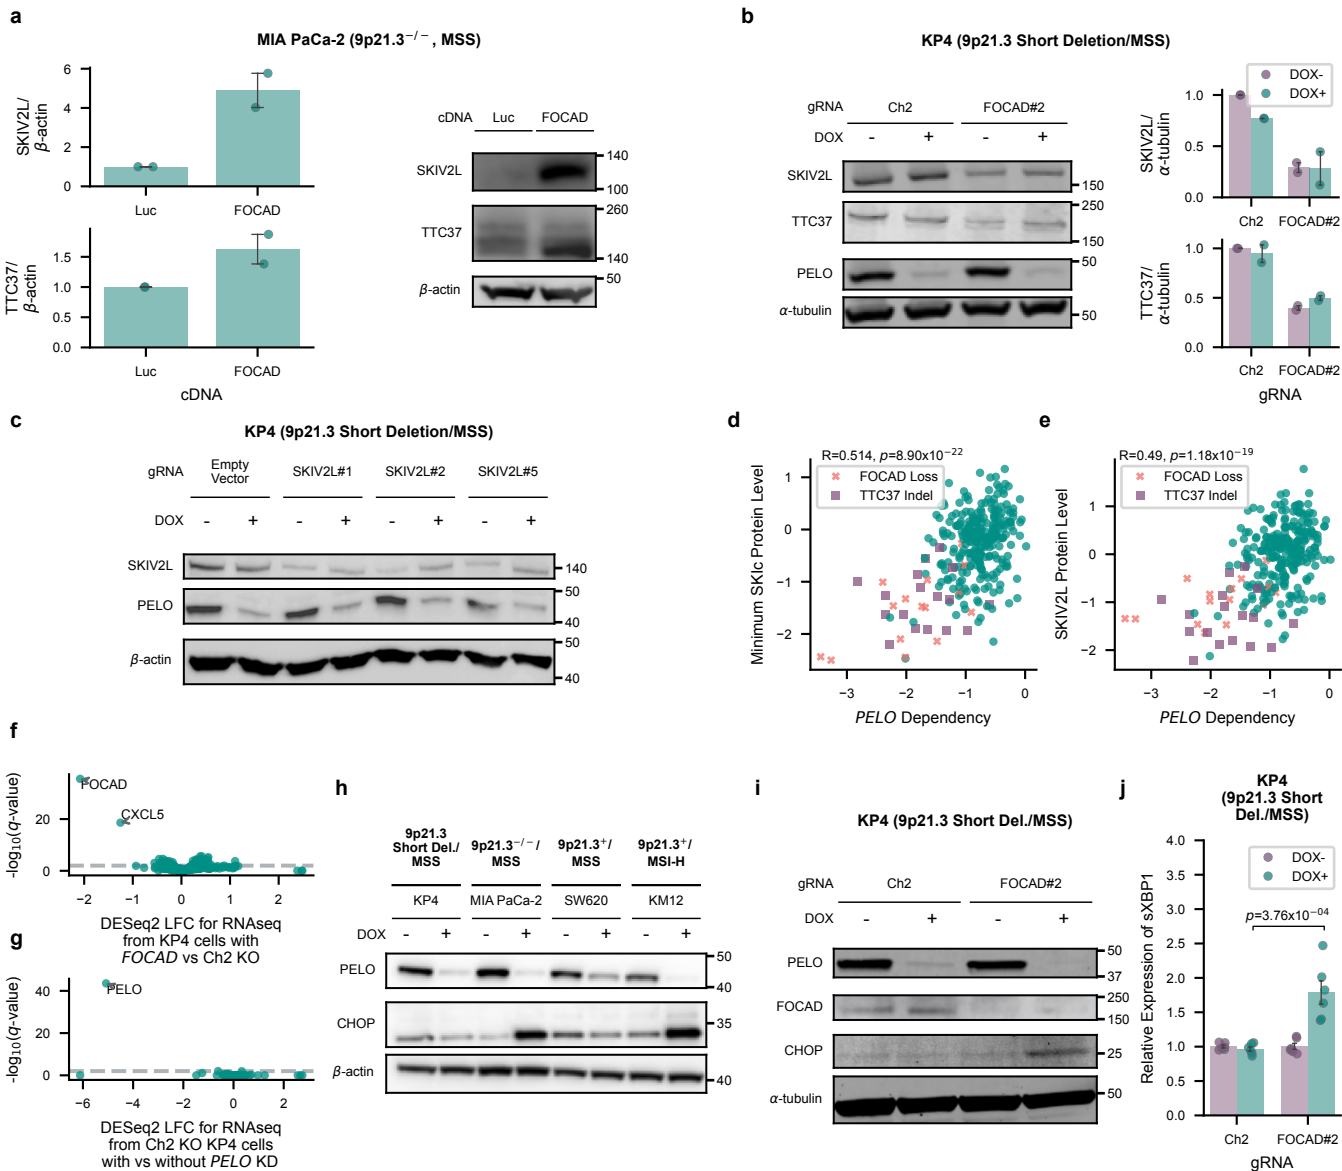 a
MIA PaCa-2 (9p21.3−/−, MSS)
6
4
2
0
SKIV2L/
β-actin
Luc
FOCAD
1.5
1.0
0.5
0.0
TTC37/
β-actin
Luc
FOCAD
cDNA
cDNA
Luc
FOCAD
SKIV2L
140
100
TTC37
260
140
β-actin
50
b
KP4 (9p21.3 Short Deletion/MSS)
gRNA
Ch2
FOCAD#2
DOX
- + - +
SKIV2L
150
TTC37
250
150
PELO
50
α-tubulin
50
DOX-
DOX+
1.0
0.5
0.0
SKIV2L/
α-tubulin
Ch2
FOCAD#2
1.0
0.5
0.0
TTC37/
α-tubulin
Ch2
FOCAD#2
gRNA
c
KP4 (9p21.3 Short Deletion/MSS)
gRNA
Empty
Vector
SKIV2L#1
SKIV2L#2
SKIV2L#5
DOX
- + - + - + - +
SKIV2L
140
PELO
50
40
β-actin
50
40
d
R=0.514, p=8.90x10−22
FOCAD Loss
TTC37 Indel
1
0
−1
−2
Minimum SKIc Protein Level
−3 −2 −1 0
PELO Dependency
e
R=0.49, p=1.18x10−19
FOCAD Loss
TTC37 Indel
1
0
−1
−2
SKIV2L Protein Level
−3 −2 −1 0
PELO Dependency
f
FOCAD
CXCL5
20
0
-log10(q-value)
−2 −1 0 1 2
DESeq2 LFC for RNAseq
from KP4 cells with
FOCAD vs Ch2 KO
g
PELO
40
20
0
-log10(q-value)
−6 −4 −2 0 2
DESeq2 LFC for RNAseq
from Ch2 KO KP4 cells
with vs without PELO KD
h
9p21.3
Short Del./
MSS
9p21.3−/−/
MSS
9p21.3+/
MSS
9p21.3+/
MSI-H
KP4
MIA PaCa-2
SW620
KM12
DOX
- + - + - + - +
PELO
50
40
CHOP
35
β-actin
40
i
KP4 (9p21.3 Short Del./MSS)
gRNA
Ch2
FOCAD#2
DOX
- + - +
PELO
50
37
FOCAD
250
150
CHOP
25
α-tubulin
50
j
KP4
(9p21.3 Short
Del./MSS)
4.0
3.5
3.0
2.5
2.0
1.5
1.0
0.5
0.0
DOX-
DOX+
p=3.76x10−04
Relative Expression of sXBP1
Ch2
FOCAD#2
gRNA